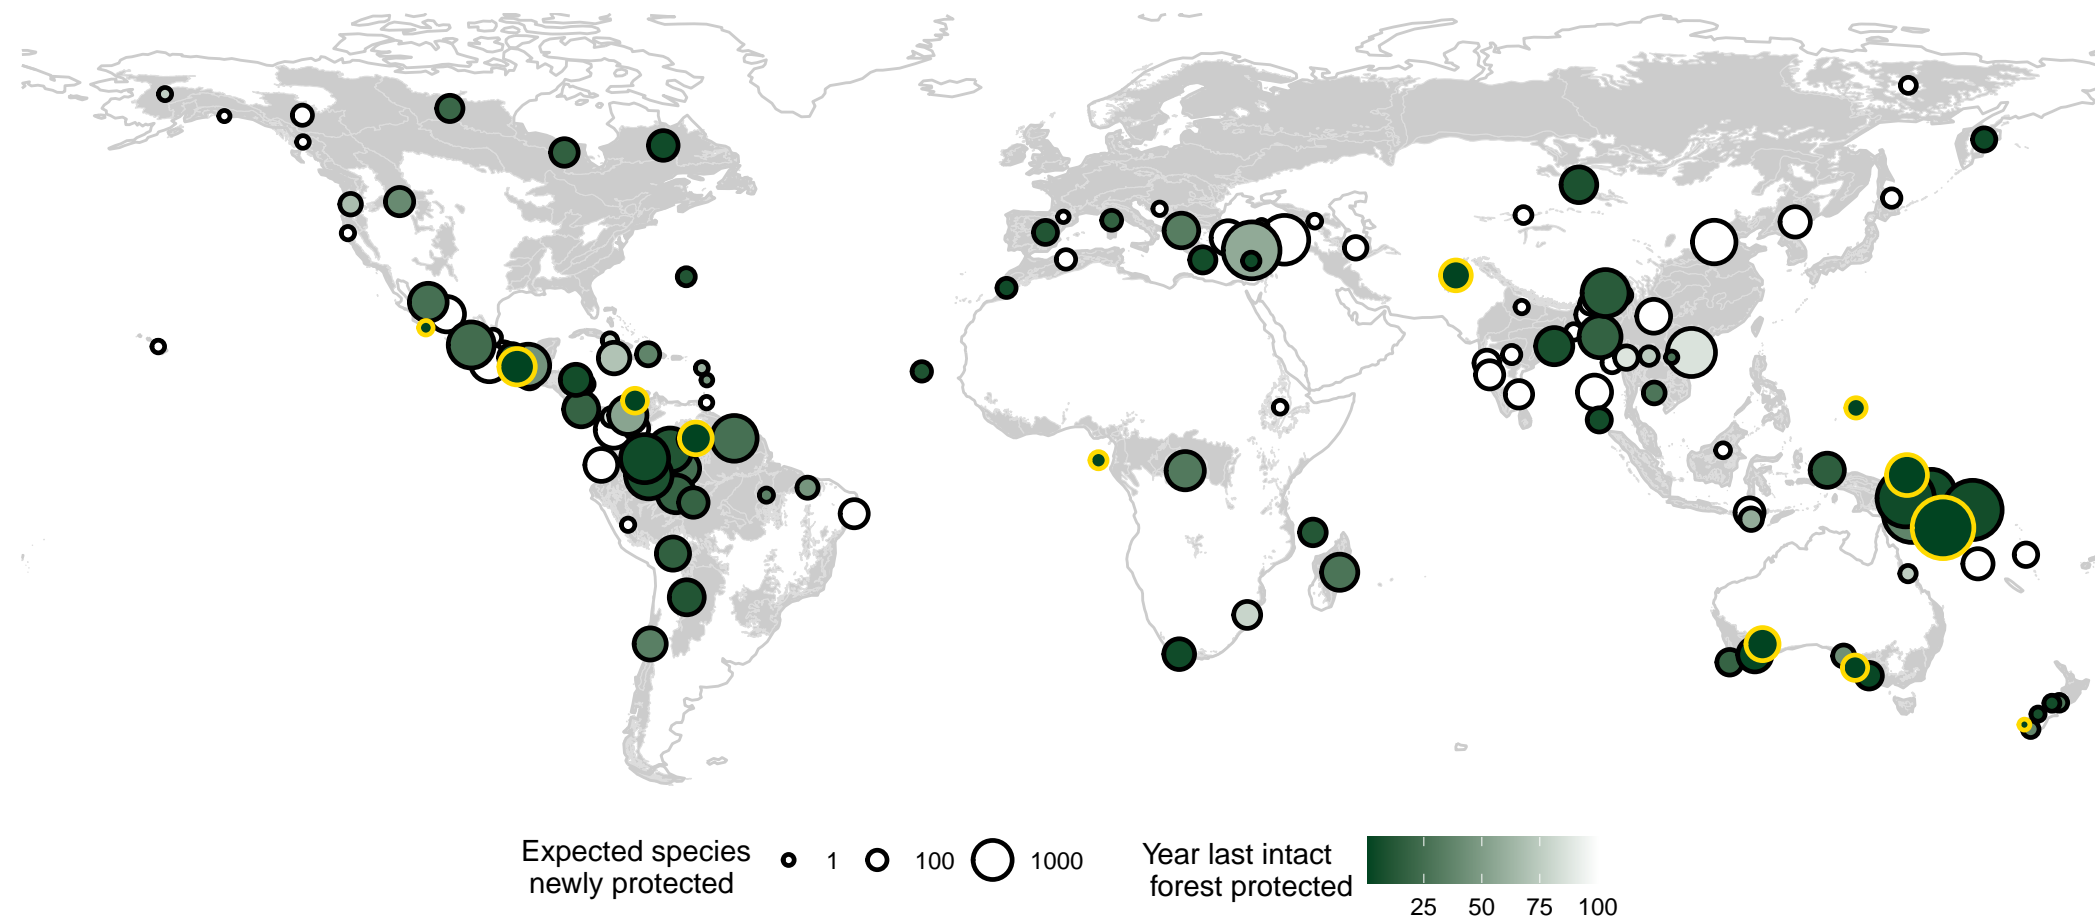 Expected species
newly protected
1
100
1000
Year last intact
forest protected
25 50 75 100